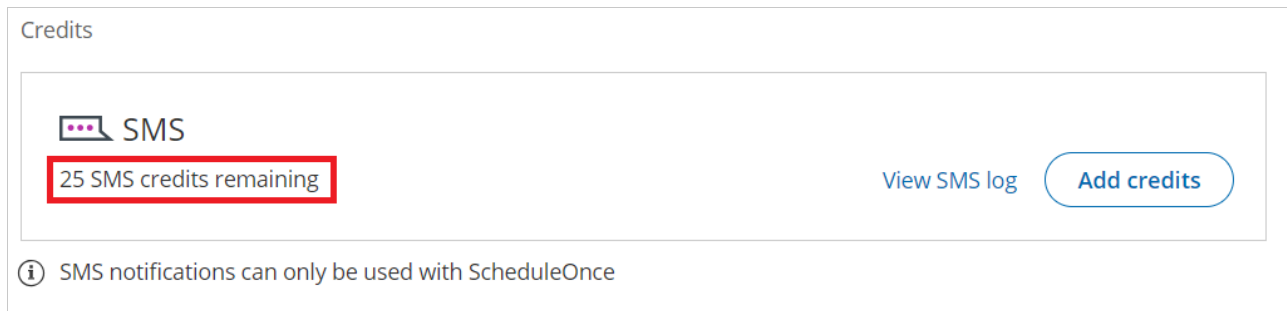 Credits
SMS
25 SMS credits remaining
View SMS log
Add credits
SMS notifications can only be used with ScheduleOnce